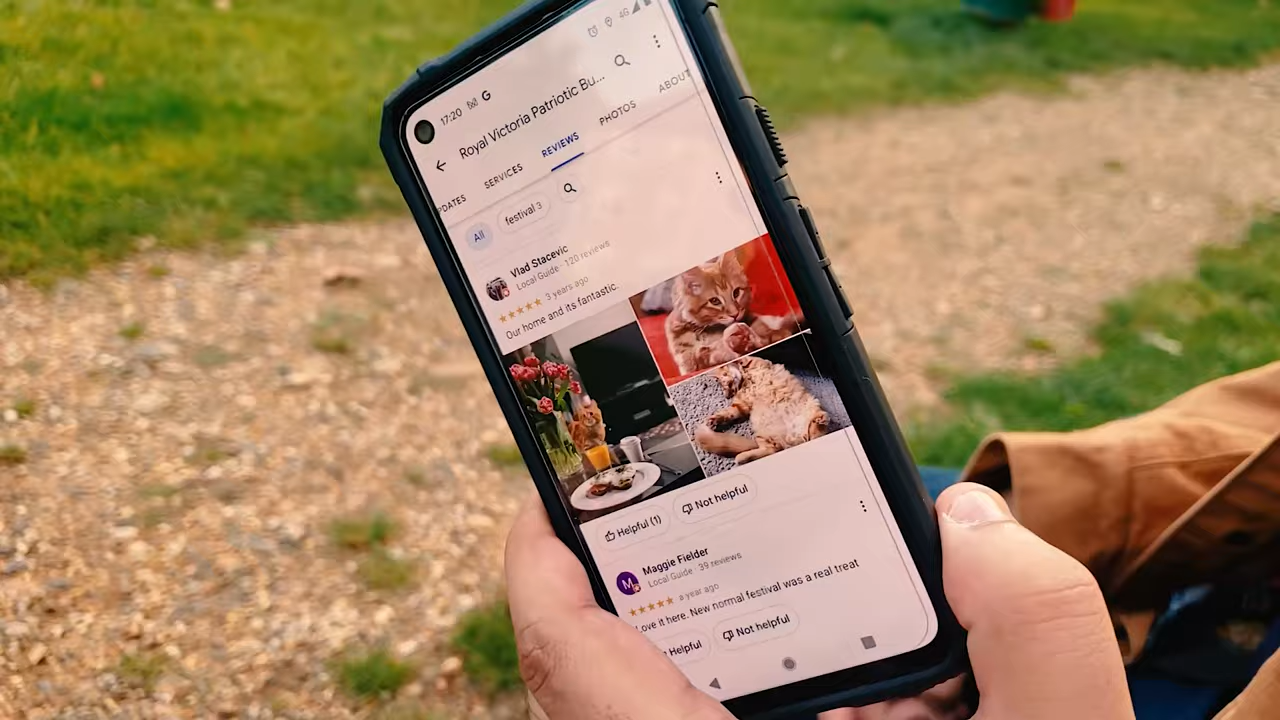 17:20 G 4G
Royal Victoria Patriotic Bu...
PDATES SERVICES REVIEWS PHOTOS ABOUT
All festival 3
Vlad Stacevic
Local Guide · 120 reviews
3 years ago
Our home and its fantastic.
Helpful (1) Not helpful
M
Maggie Fielder
Local Guide · 39 reviews
a year ago
Love it here. New normal festival was a real treat
Helpful Not helpful